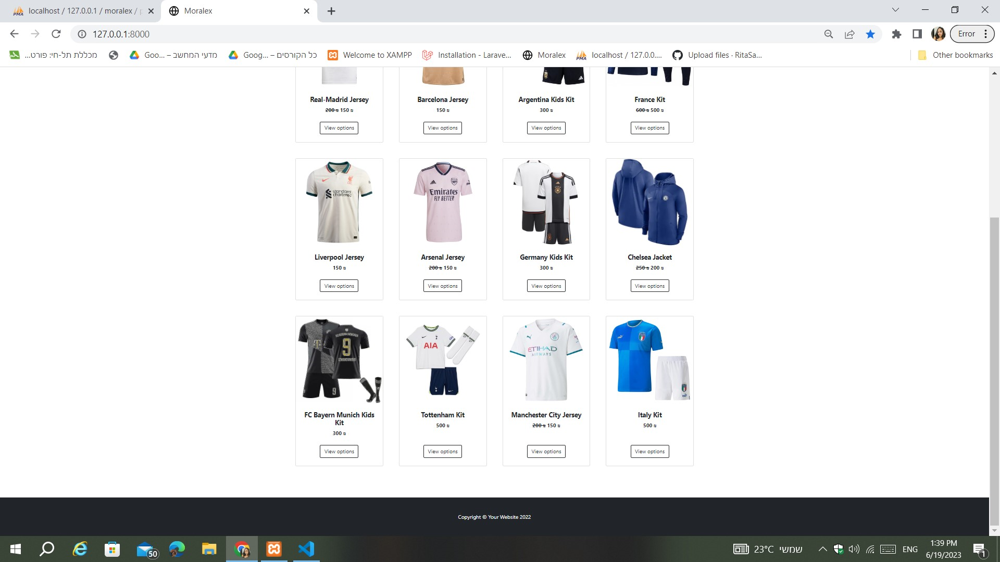 localhost / 127.0.0.1 / moralex / p
Moralex
127.0.0.1:8000
Error
מכללת תל-חי: פורט...
מדעי המחשב – Goo...
כל הקורסים – Goog...
Welcome to XAMPP
Installation - Larave...
Moralex
localhost / 127.0.0....
Upload files · RitaSa...
Other bookmarks
Real-Madrid Jersey
200 ₪ 150 ₪
View options
Barcelona Jersey
150 ₪
View options
Argentina Kids Kit
300 ₪
View options
France Kit
600 ₪ 500 ₪
View options
standard
chartered
Liverpool Jersey
150 ₪
View options
Emirates
FLY BETTER
Arsenal Jersey
200 ₪ 150 ₪
View options
Germany Kids Kit
300 ₪
View options
Chelsea Jacket
250 ₪ 200 ₪
View options
9
9
FC Bayern Munich Kids
Kit
300 ₪
View options
AIA
Tottenham Kit
500 ₪
View options
ETIHAD
AIRWAYS
Manchester City Jersey
200 ₪ 150 ₪
View options
Italy Kit
500 ₪
View options
Copyright © Your Website 2022
50
23°C שמשי
ENG
1:39 PM
6/19/2023
1